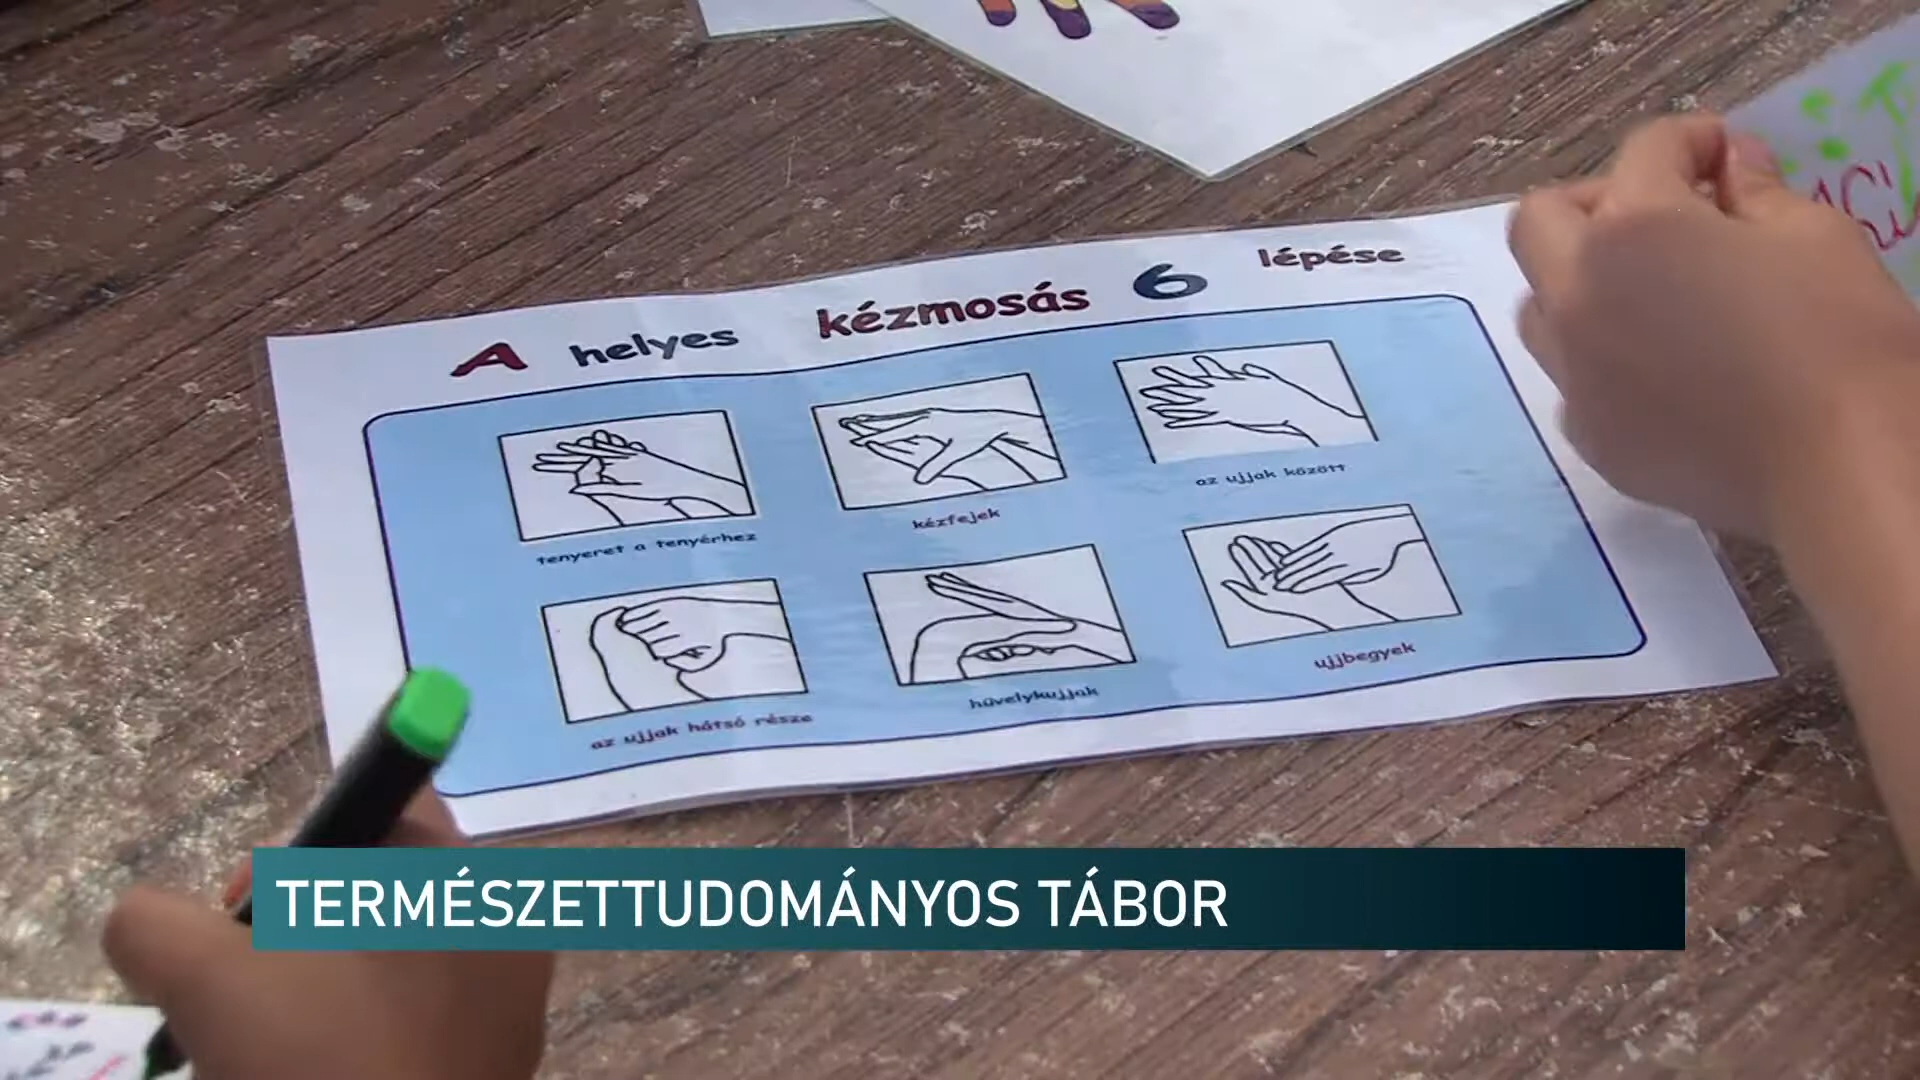 A helyes kézmosás 6 lépése
tenyeret a tenyérhez
kézfejek
az ujjak között
az ujjak hátsó része
hüvelykujjak
ujjbegyek
TERMÉSZETTUDOMÁNYOS TÁBOR